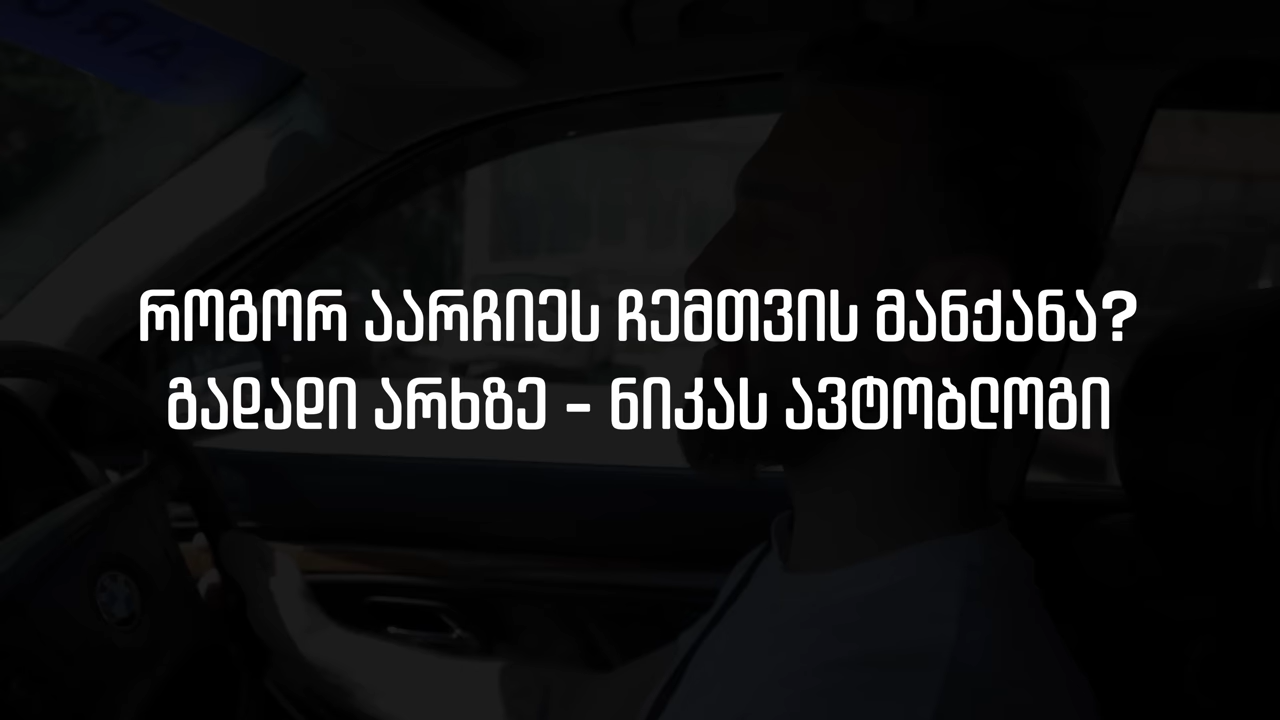 როგორ აარჩიეს ჩემთვის მანქანა?
გადადი არხზე - ნიკას ავტობლოგი